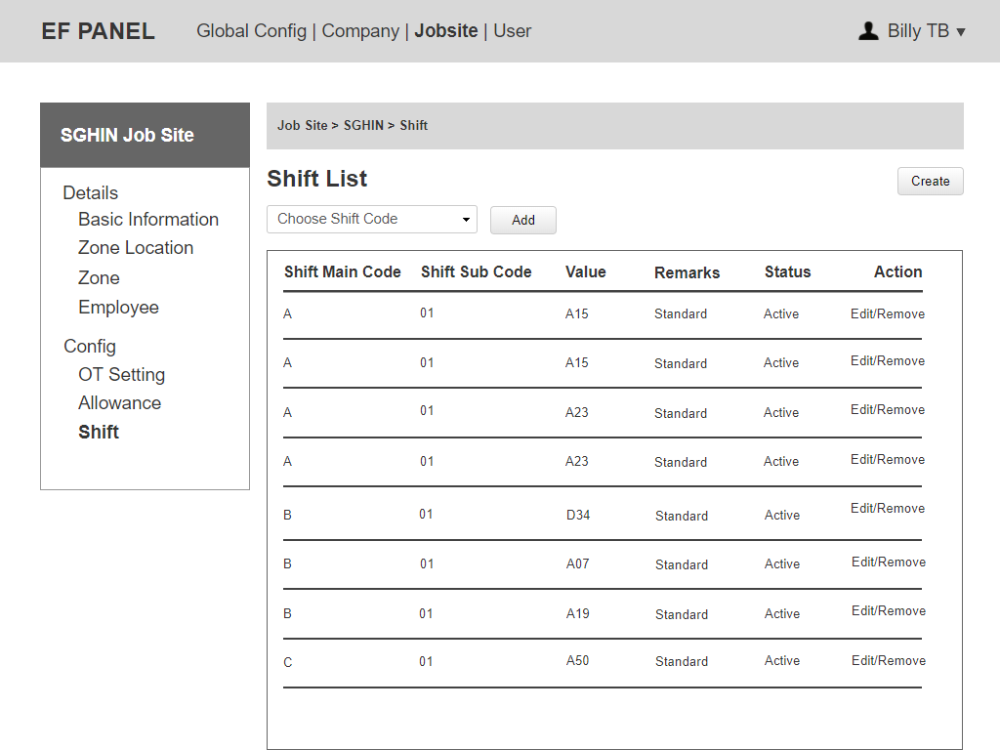 EF PANEL Global Config | Company | Jobsite | User Billy TB ▼
SGHIN Job Site
Details
Basic Information
Zone Location
Zone
Employee
Config
OT Setting
Allowance
Shift
Job Site > SGHIN > Shift
Shift List Create
Choose Shift Code Add
Shift Main Code Shift Sub Code Value Remarks Status Action
A 01 A15 Standard Active Edit/Remove
A 01 A15 Standard Active Edit/Remove
A 01 A23 Standard Active Edit/Remove
A 01 A23 Standard Active Edit/Remove
B 01 D34 Standard Active Edit/Remove
B 01 A07 Standard Active Edit/Remove
B 01 A19 Standard Active Edit/Remove
C 01 A50 Standard Active Edit/Remove